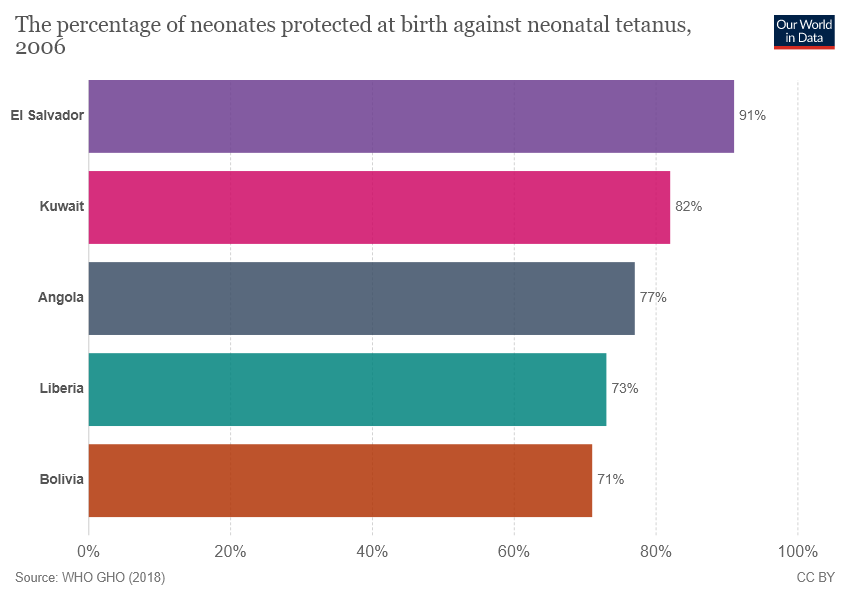 The percentage of neonates protected at birth against neonatal tetanus,
2006
Our World
in Data
El Salvador
91%
Kuwait
82%
Angola
77%
Liberia
73%
Bolivia
71%
0% 20% 40% 60% 80% 100%
Source: WHO GHO (2018)
CC BY